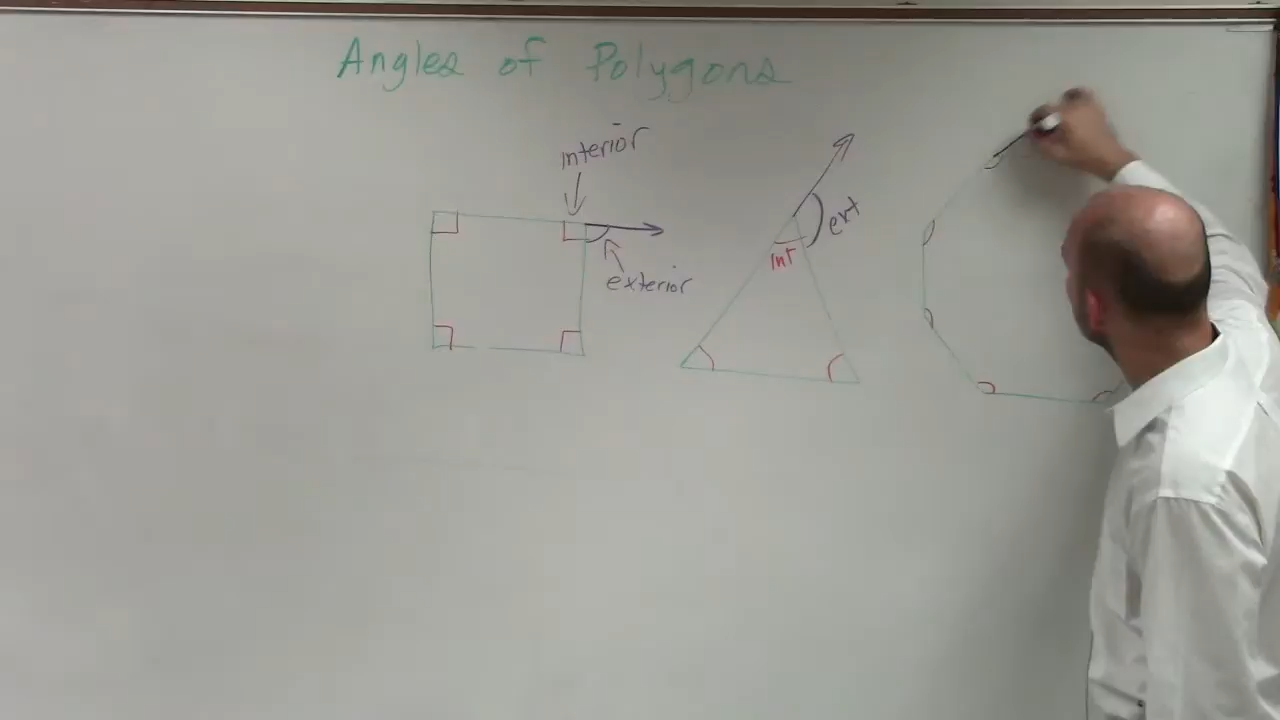 Angles of Polygons
interior
exterior
int
ext